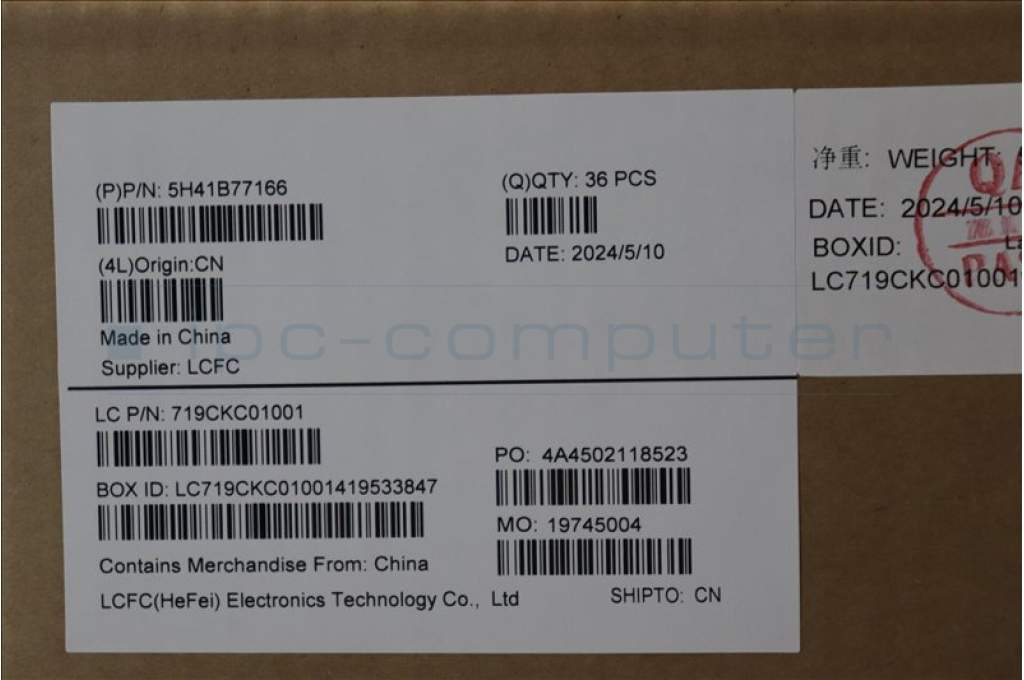 (P)P/N: 5H41B77166
(Q)QTY: 36 PCS
DATE: 2024/5/10
(4L)Origin:CN
Made in China
Supplier: LCFC
LC P/N: 719CKC01001
BOX ID: LC719CKC01001419533847
PO: 4A4502118523
MO: 19745004
Contains Merchandise From: China
LCFC(HeFei) Electronics Technology Co., Ltd
SHIPTO: CN
净重: WEIGHT:
DATE: 2024/5/10
BOXID:
LC719CKC01001
ipc-computer